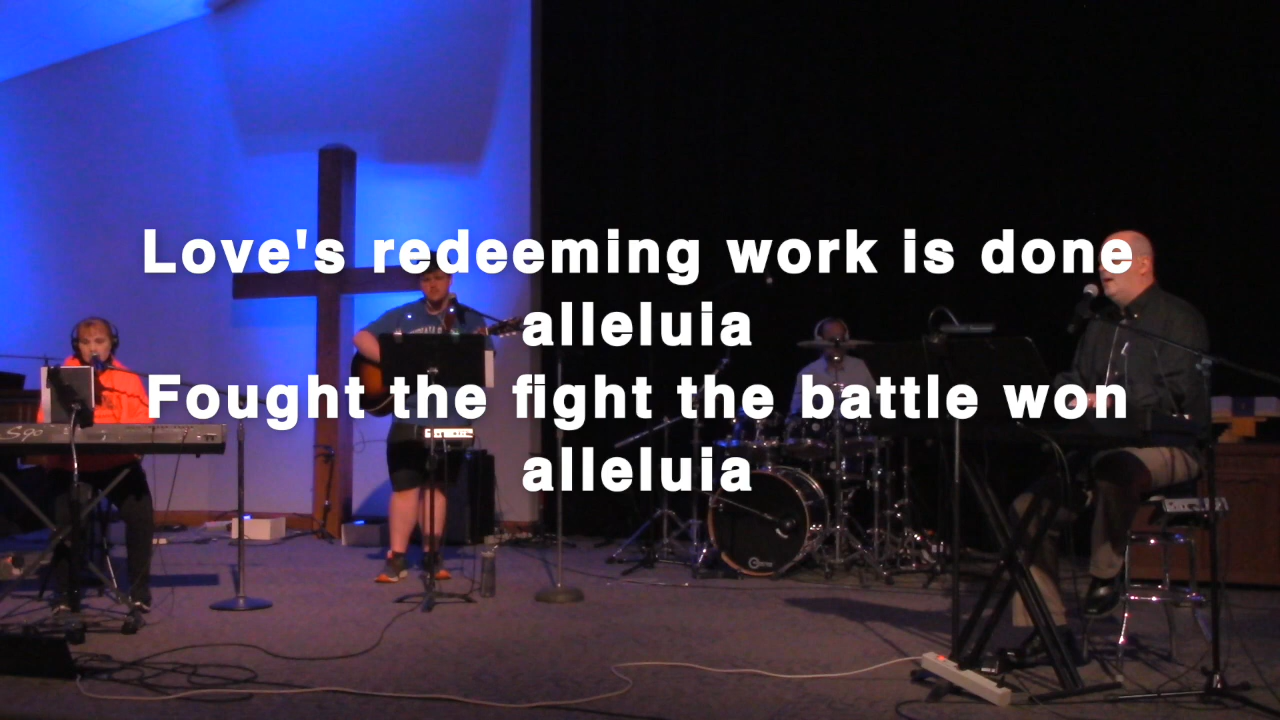 Love's redeeming work is done
alleluia
Fought the fight the battle won
alleluia